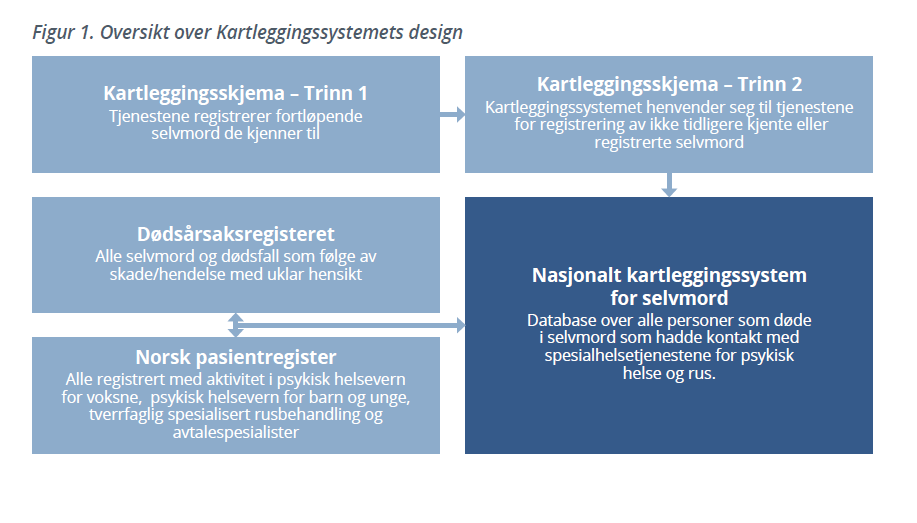 Figur 1. Oversikt over Kartleggingssystemets design
Kartleggingsskjema – Trinn 1
Tjenestene registrerer fortløpende
selvmord de kjenner til
Kartleggingsskjema – Trinn 2
Kartleggingssystemet henvender seg til tjenestene
for registrering av ikke tidligere kjente eller
registrerte selvmord
Dødsårsaksregisteret
Alle selvmord og dødsfall som følge av
skade/hendelse med uklar hensikt
Norsk pasientregister
Alle registrert med aktivitet i psykisk helsevern
for voksne, psykisk helsevern for barn og unge,
tverrfaglig spesialisert rusbehandling og
avtalespesialister
Nasjonalt kartleggingssystem
for selvmord
Database over alle personer som døde
i selvmord som hadde kontakt med
spesialhelsetjenestene for psykisk
helse og rus.